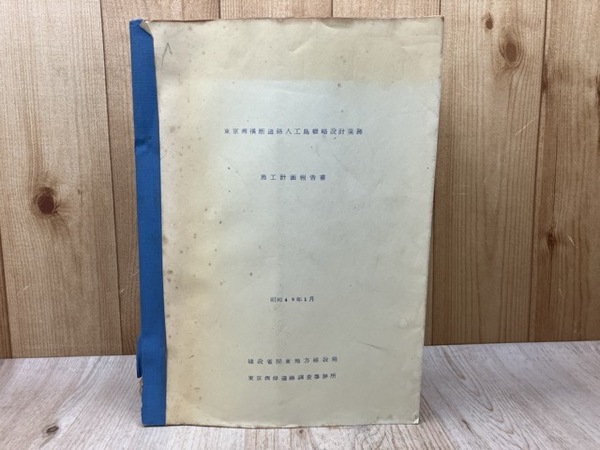 東京湾横断道路人工島概略設計業務
施工計画報告書
昭和49年1月
建設省関東地方建設局
東京湾岸道路調査事務所